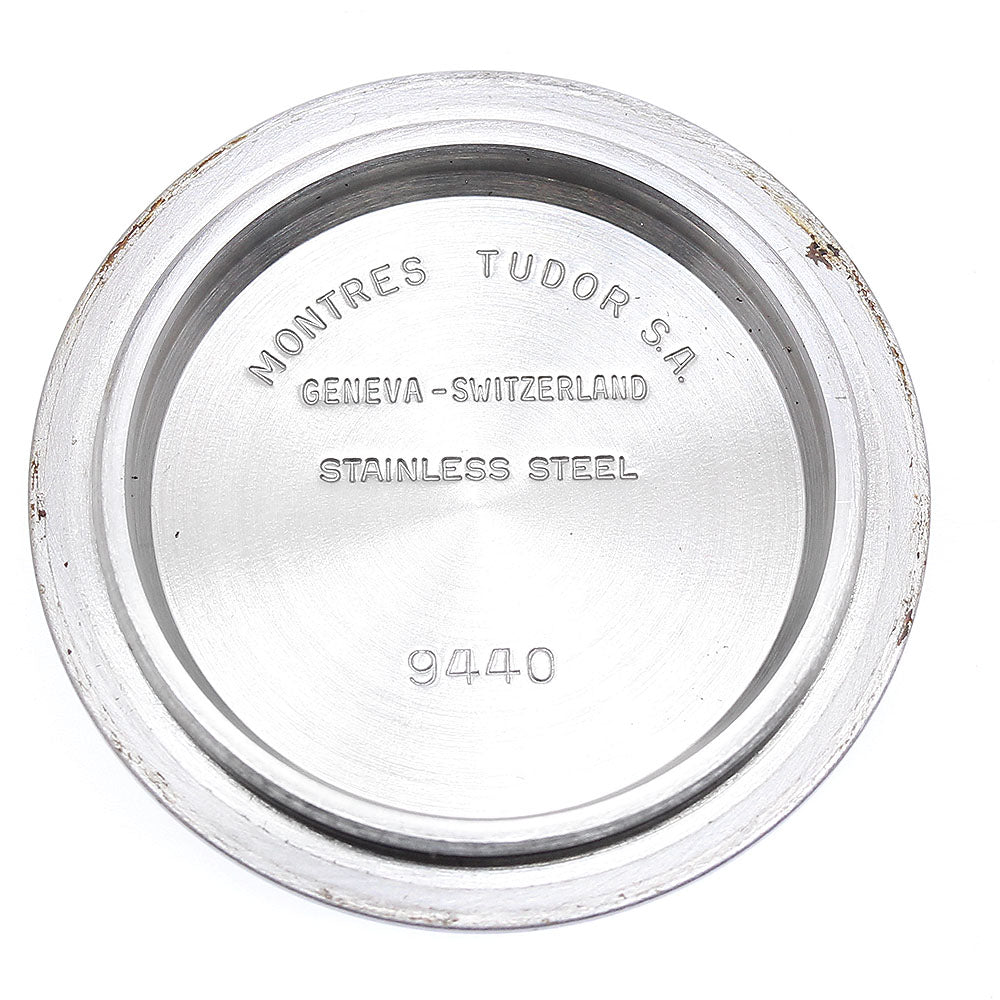 MONTRES TUDOR S.A.
GENEVA-SWITZERLAND
STAINLESS STEEL
9440